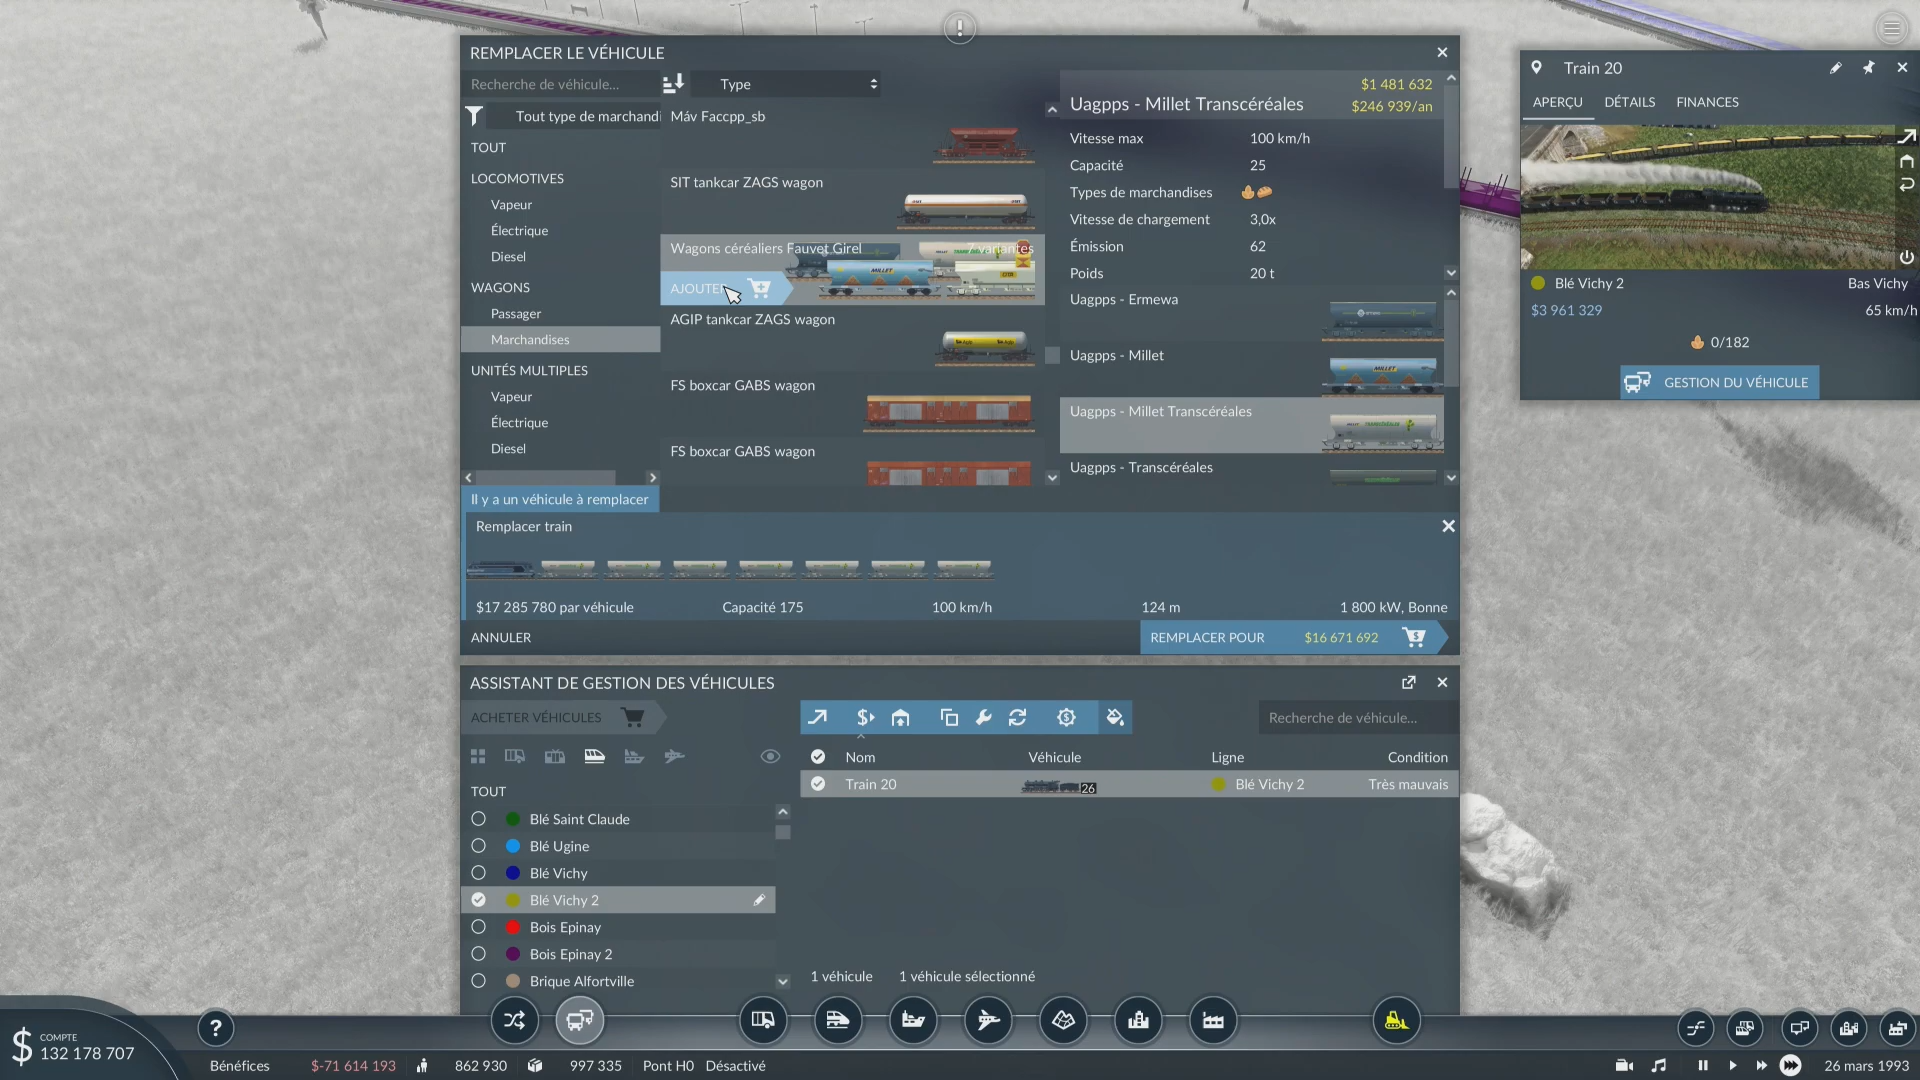 REMPLACER LE VÉHICULE
Recherche de véhicule...
Type
Tout type de marchandi
TOUT
LOCOMOTIVES
Vapeur
Électrique
Diesel
WAGONS
Passager
Marchandises
UNITÉS MULTIPLES
Vapeur
Électrique
Diesel
Máv Faccpp_sb
SIT tankcar ZAGS wagon
Wagons céréaliers Fauvet Girel
7 variantes
AJOUTER
AGIP tankcar ZAGS wagon
FS boxcar GABS wagon
FS boxcar GABS wagon
$1 481 632
Uagpps - Millet Transcéréales
$246 939/an
Vitesse max 100 km/h
Capacité 25
Types de marchandises
Vitesse de chargement 3,0x
Émission 62
Poids 20 t
Uagpps - Ermewa
Uagpps - Millet
MILLET
Uagpps - Millet Transcéréales
Uagpps - Transcéréales
Il y a un véhicule à remplacer
Remplacer train
$17 285 780 par véhicule Capacité 175 100 km/h 124 m 1 800 kW, Bonne
ANNULER
REMPLACER POUR $16 671 692
Train 20
APERÇU DÉTAILS FINANCES
Blé Vichy 2 Bas Vichy
$3 961 329 65 km/h
0/182
GESTION DU VÉHICULE
ASSISTANT DE GESTION DES VÉHICULES
ACHETER VÉHICULES
Recherche de véhicule...
TOUT
Blé Saint Claude
Blé Ugine
Blé Vichy
Blé Vichy 2
Bois Epinay
Bois Epinay 2
Brique Alfortville
Nom Véhicule Ligne Condition
Train 20 26 Blé Vichy 2 Très mauvais
1 véhicule 1 véhicule sélectionné
COMPTE
$ 132 178 707
Bénéfices $-71 614 193 862 930 997 335 Pont H0 Désactivé
26 mars 1993